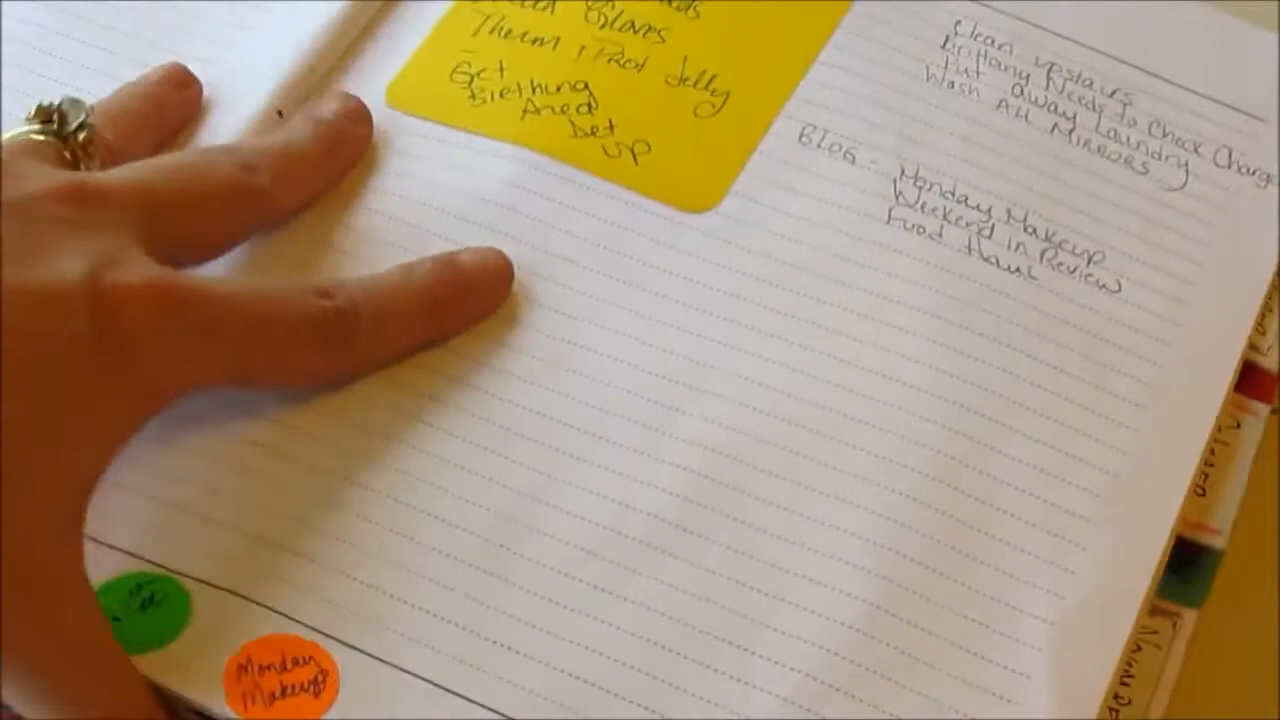 Gloves
Therm & Prot Jelly
Get
Birthing
Area
Set
UP
Clean upstairs
Brittany Needs to Check Charge
Put away Laundry
Wash All MIRRORS
BLOG - Monday Makeup
Weekend in Review
Food Haul
Monday
Makeup